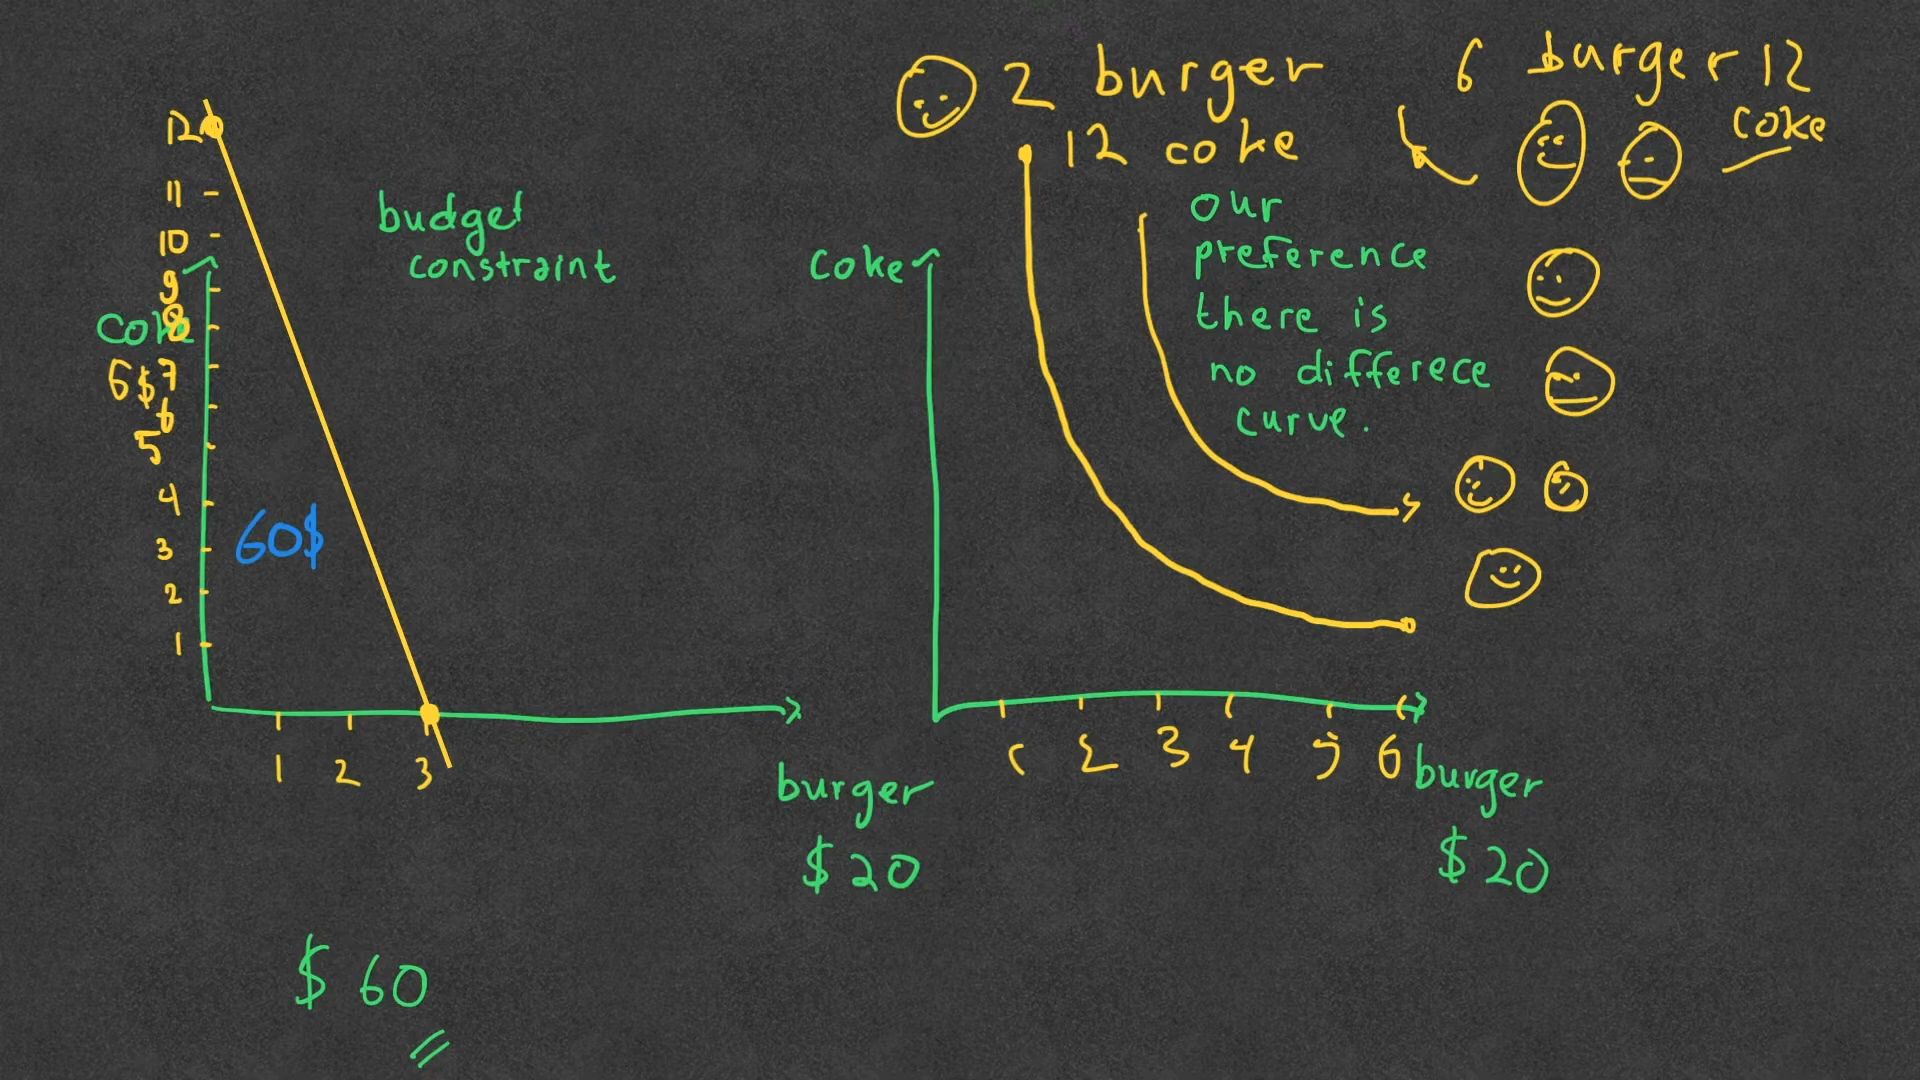 12
11
10
9
8
coke
6$
7
6
5
4
3
2
1
budget
constraint
60$
1 2 3
burger
$20
$60
2 burger
12 coke
6 burger 12
coke
our
preference
there is
no differece
curve.
coke
2 3 4 5 6
burger
$20